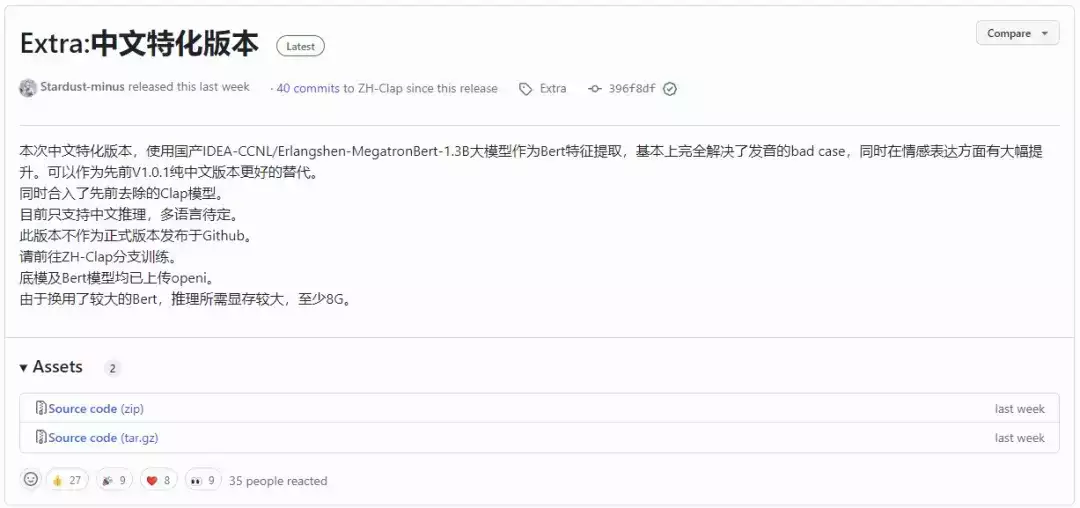 Extra:中文特化版本 Latest Compare
Stardust-minus released this last week · 40 commits to ZH-Clap since this release Extra 396f8df
本次中文特化版本，使用国产IDEA-CCNL/Erlangshen-MegatronBert-1.3B大模型作为Bert特征提取，基本上完全解决了发音的bad case，同时在情感表达方面有大幅提
升。可以作为先前V1.0.1纯中文版本更好的替代。
同时合入了先前去除的Clap模型。
目前只支持中文推理，多语言待定。
此版本不作为正式版本发布于Github。
请前往ZH-Clap分支训练。
底模及Bert模型均已上传openi。
由于换用了较大的Bert，推理所需显存较大，至少8G。
Assets 2
Source code (zip) last week
Source code (tar.gz) last week
27 9 8 9 35 people reacted